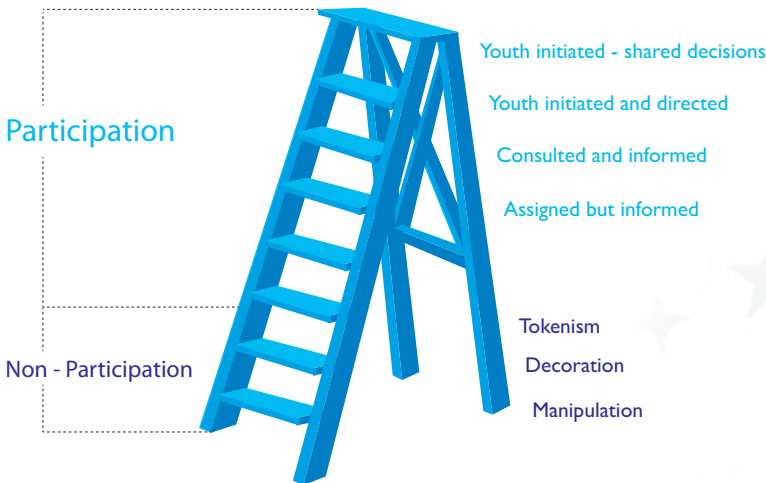 Youth initiated - shared decisions
Youth initiated and directed
Participation
Consulted and informed
Assigned but informed
Tokenism
Non - Participation
Decoration
Manipulation